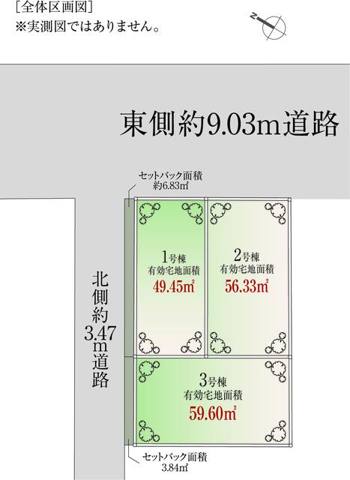 [全体区画図]
※実測図ではありません。
N
東側約9.03m道路
セットバック面積
約6.83㎡
1号棟
有効宅地面積
49.45㎡
2号棟
有効宅地面積
56.33㎡
北側約3.47m道路
3号棟
有効宅地面積
59.60㎡
セットバック面積
3.84㎡